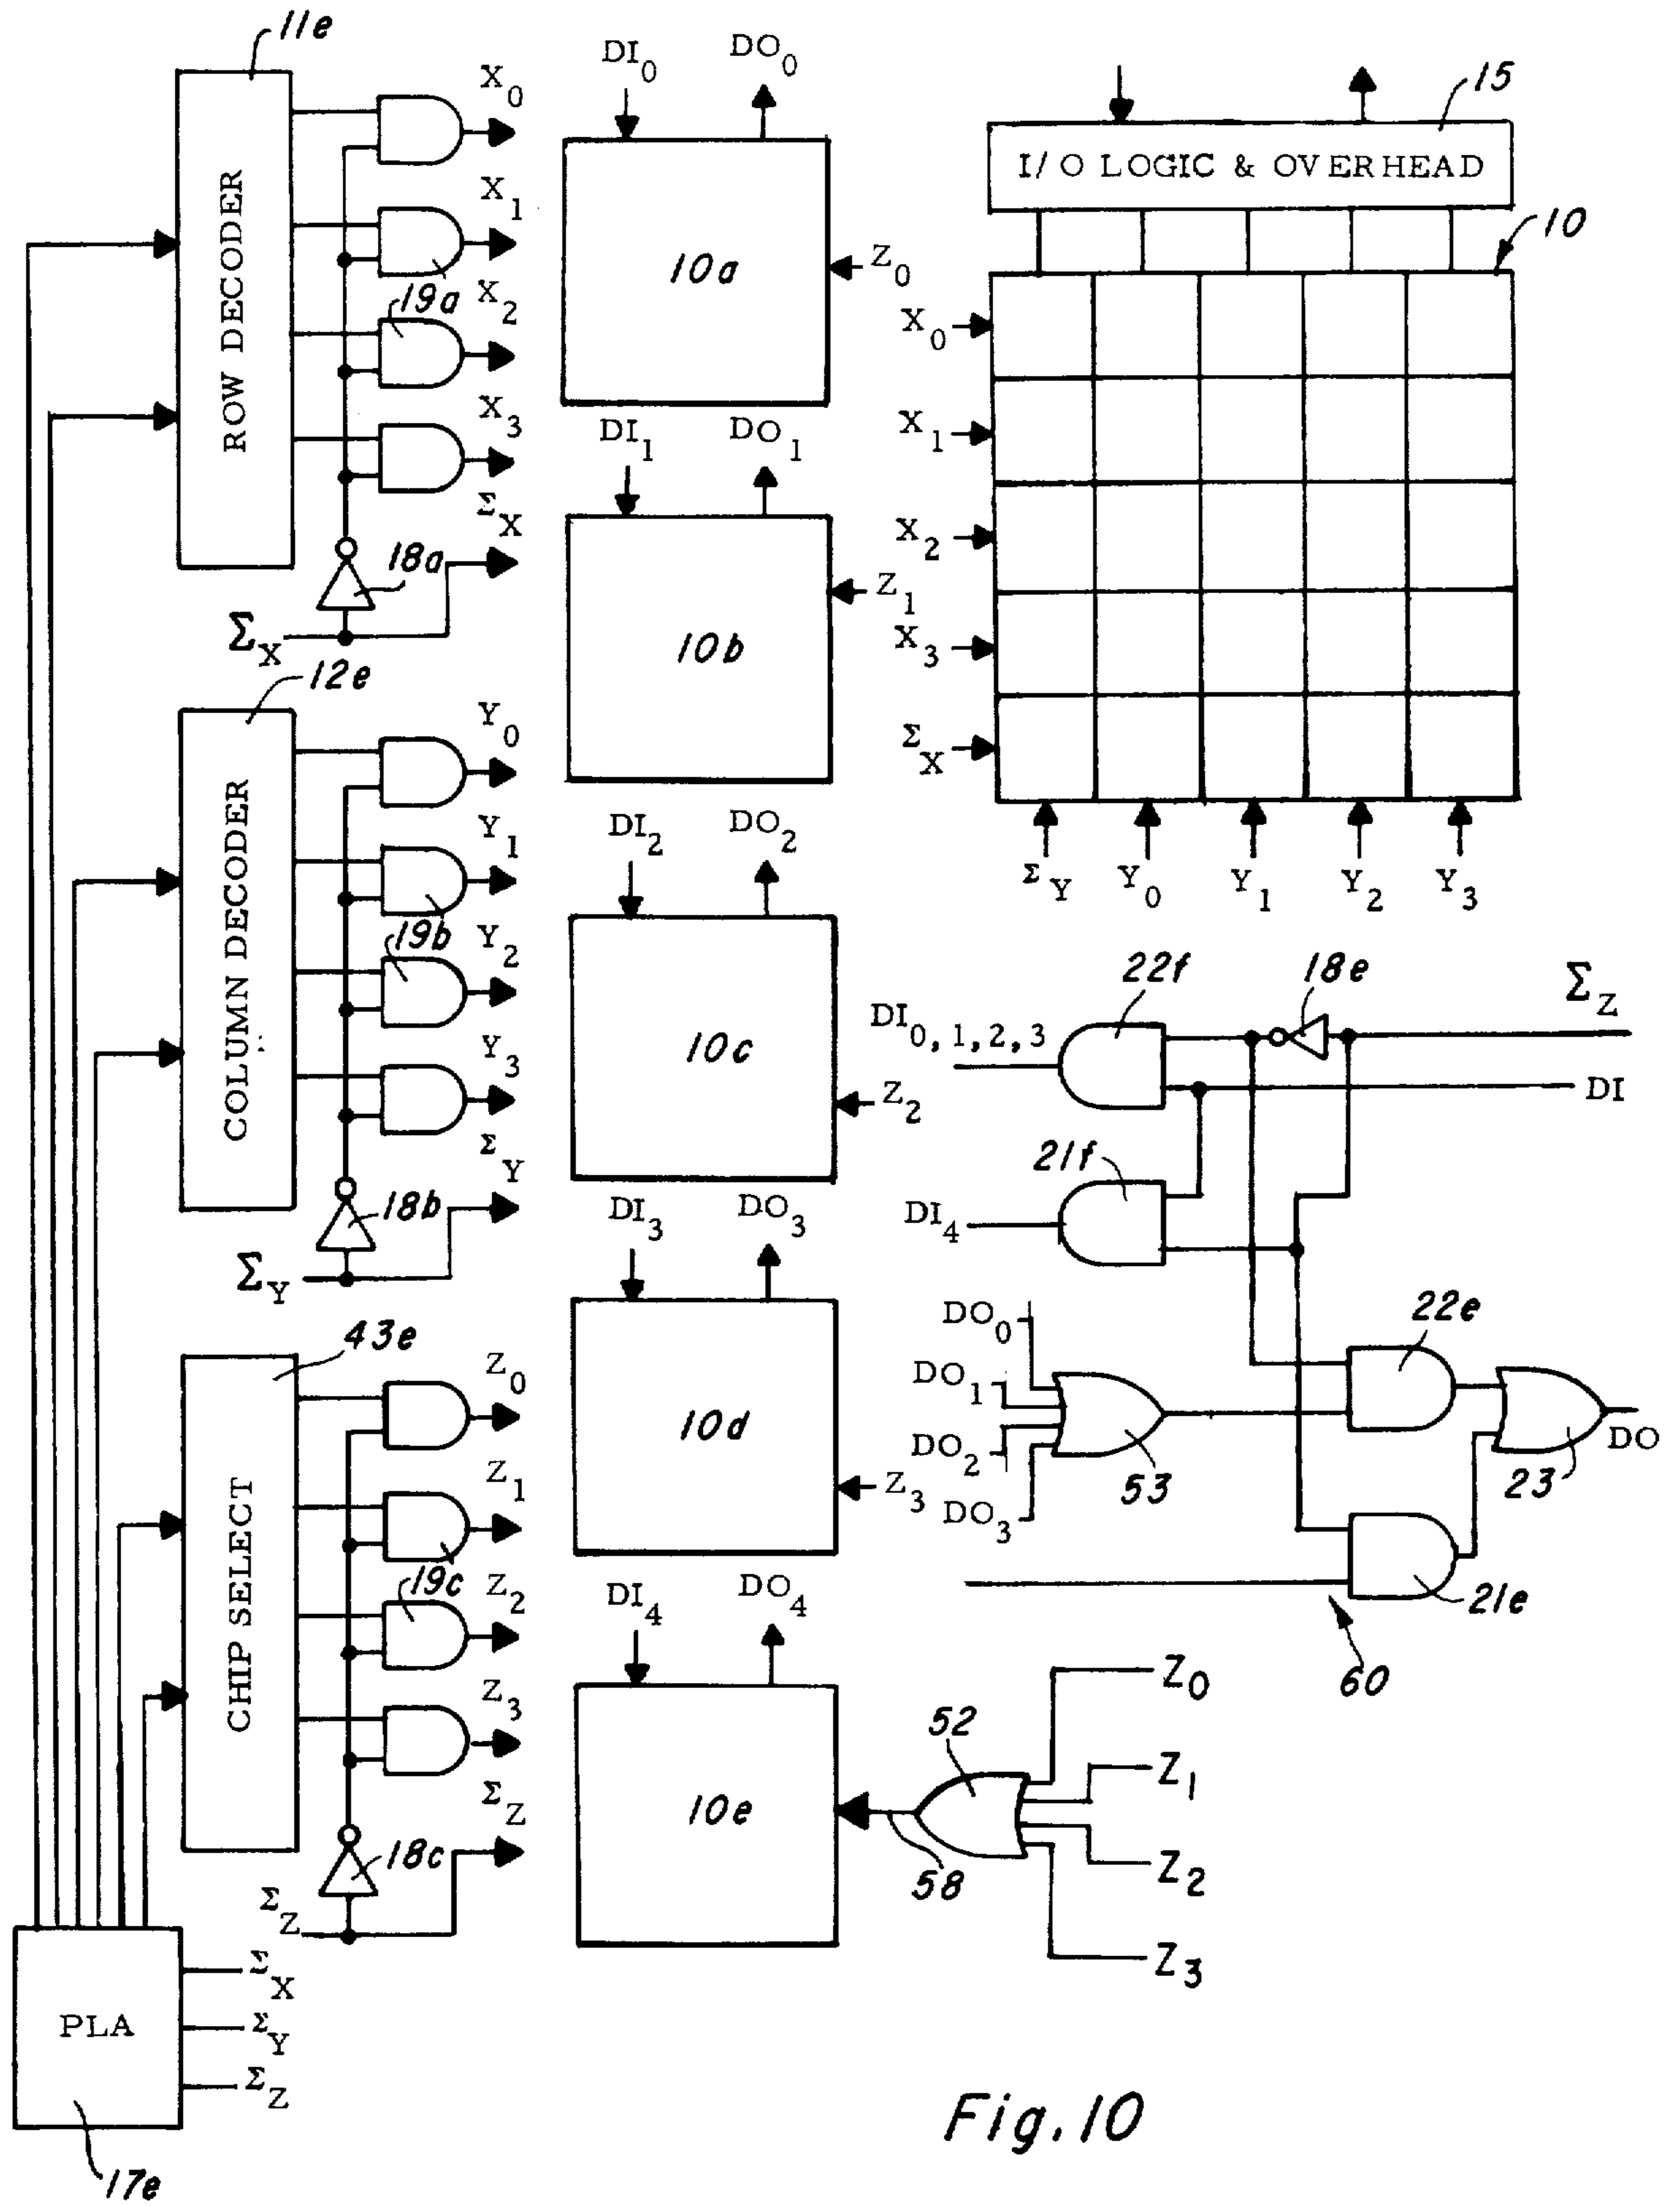 11e
ROW DECODER
X0
X1
19a
X2
X3
ΣX
18a
ΣX
12e
COLUMN DECODER
Y0
Y1
19b
Y2
Y3
ΣY
18b
ΣY
43e
CHIP SELECT
Z0
Z1
19c
Z2
Z3
ΣZ
18c
ΣZ
PLA
ΣX
ΣY
ΣZ
17e
DI0
DO0
10a
Z0
DI1
DO1
10b
Z1
DI2
DO2
10c
Z2
DI3
DO3
10d
Z3
DI4
DO4
10e
58
52
Z0
Z1
Z2
Z3
15
I/O LOGIC & OVERHEAD
10
X0
X1
X2
X3
ΣX
ΣY
Y0
Y1
Y2
Y3
22f
18e
ΣZ
DI0, 1, 2, 3
DI
21f
DI4
22e
DO0
DO1
DO2
DO3
53
23
DO
21e
60
Fig. 10